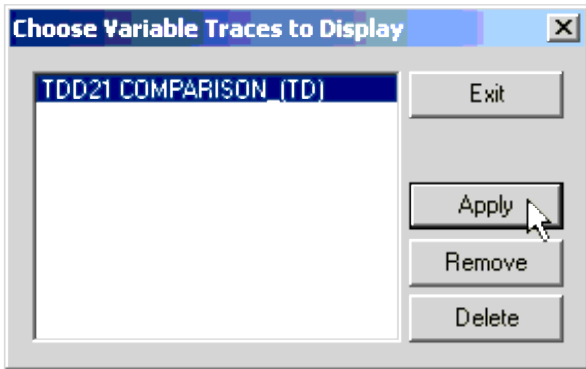 Choose Variable Traces to Display
TDD21 COMPARISON_(TD)
Exit
Apply
Remove
Delete